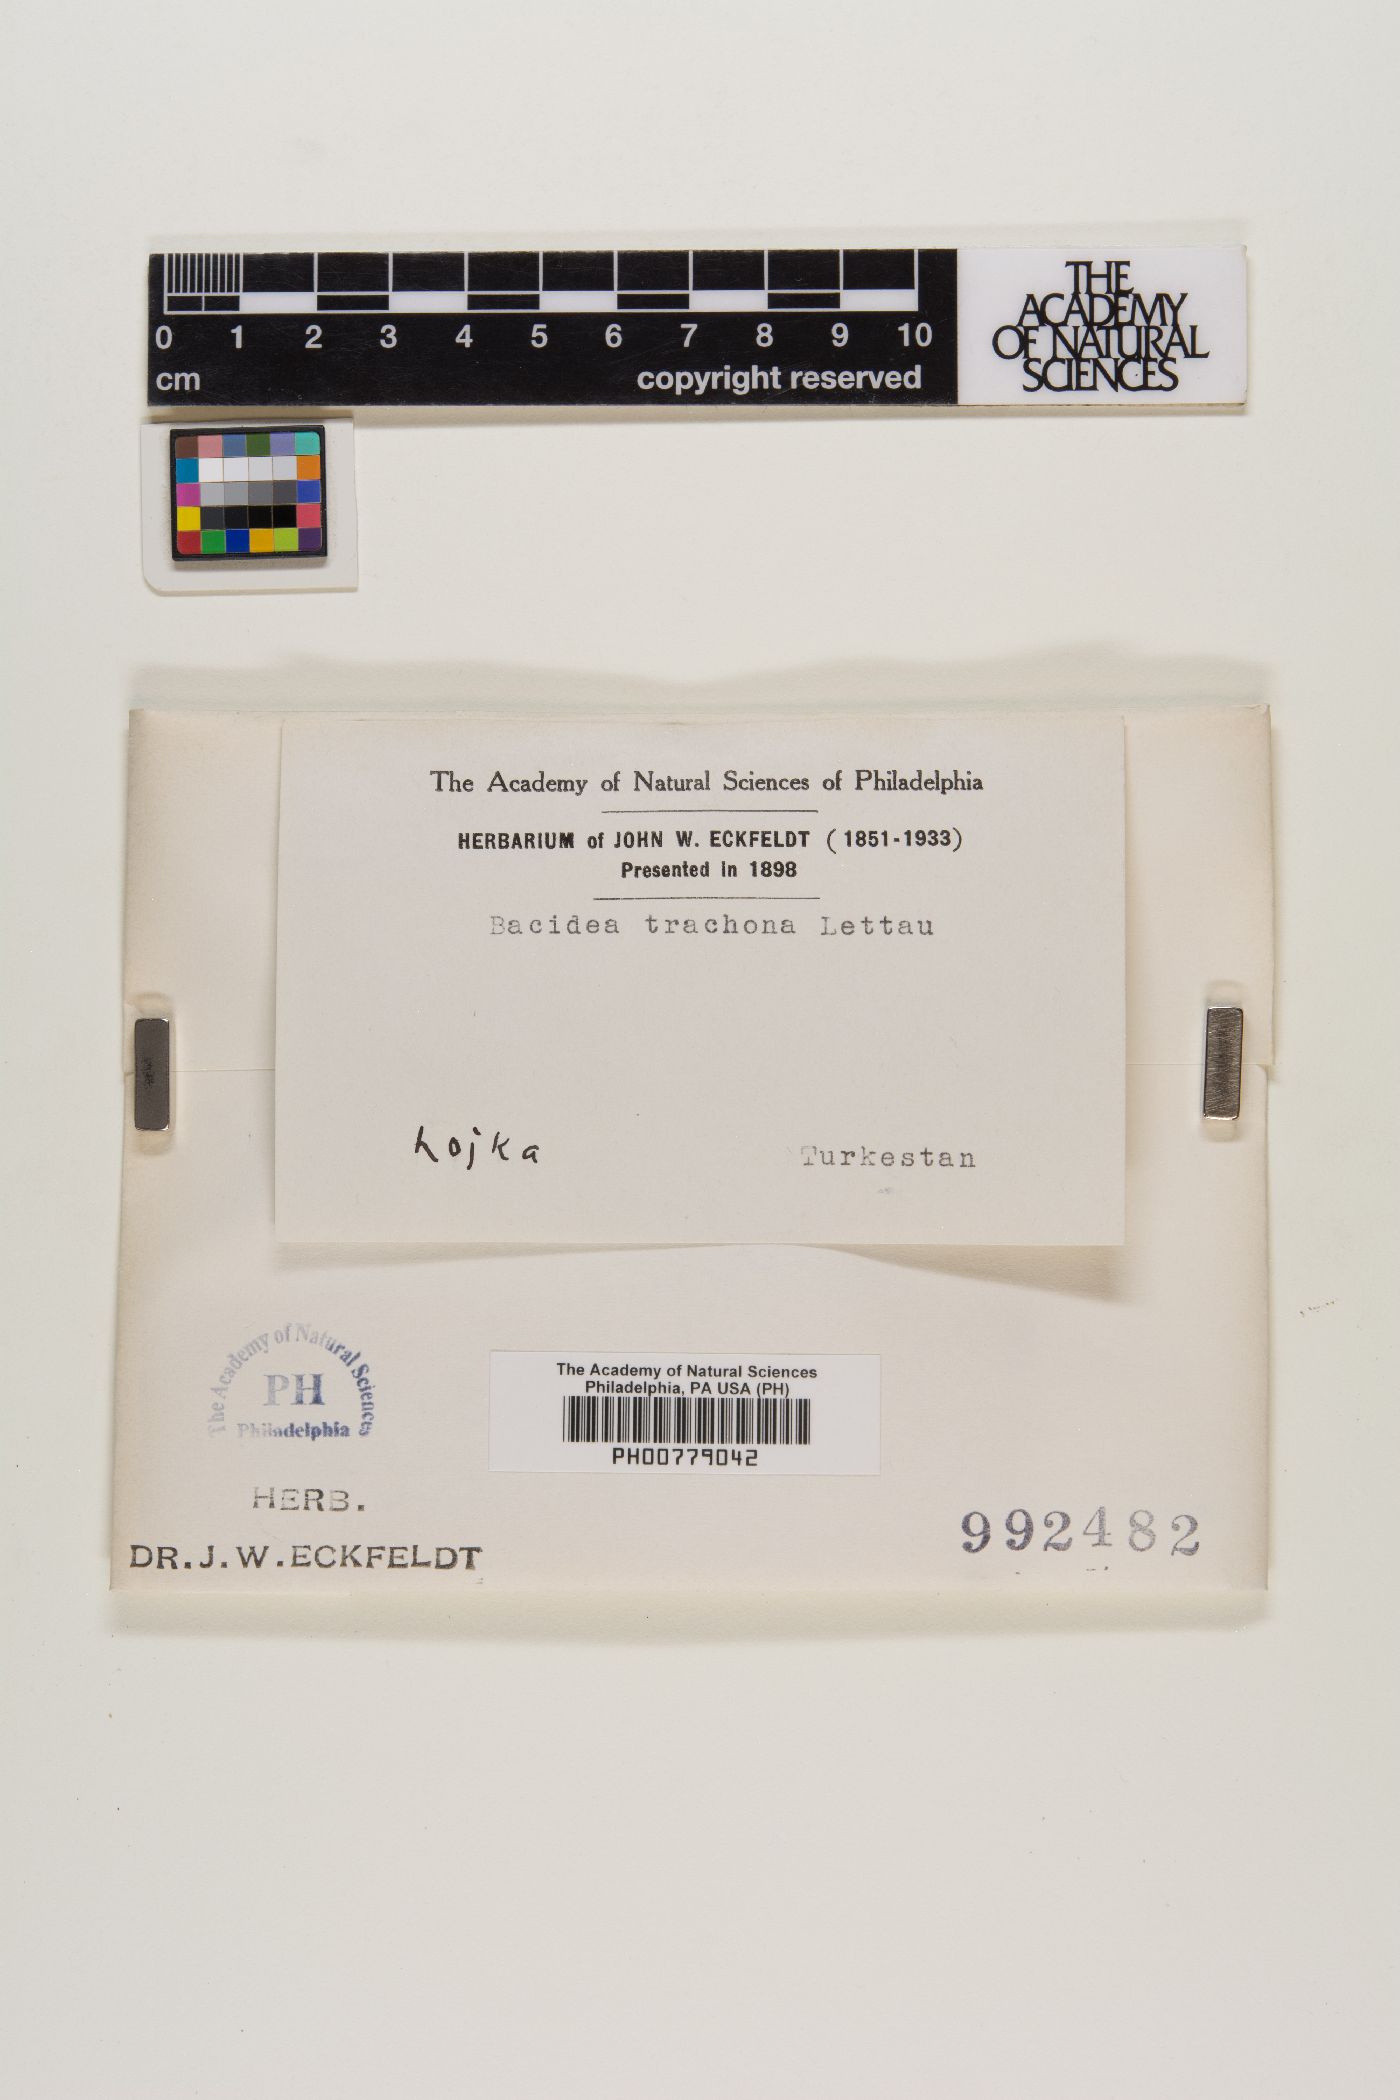 0 1 2 3 4 5 6 7 8 9 10
cm
copyright reserved
THE
ACADEMY
OF NATURAL
SCIENCES
The Academy of Natural Sciences of Philadelphia
HERBARIUM of JOHN W. ECKFELDT (1851-1933)
Presented in 1898
Bacidea trachona Lettau
Lojka
Turkestan
The Academy of Natural Sciences
PH
Philadelphia
HERB.
DR. J. W. ECKFELDT
The Academy of Natural Sciences
Philadelphia, PA USA (PH)
PH00779042
992482